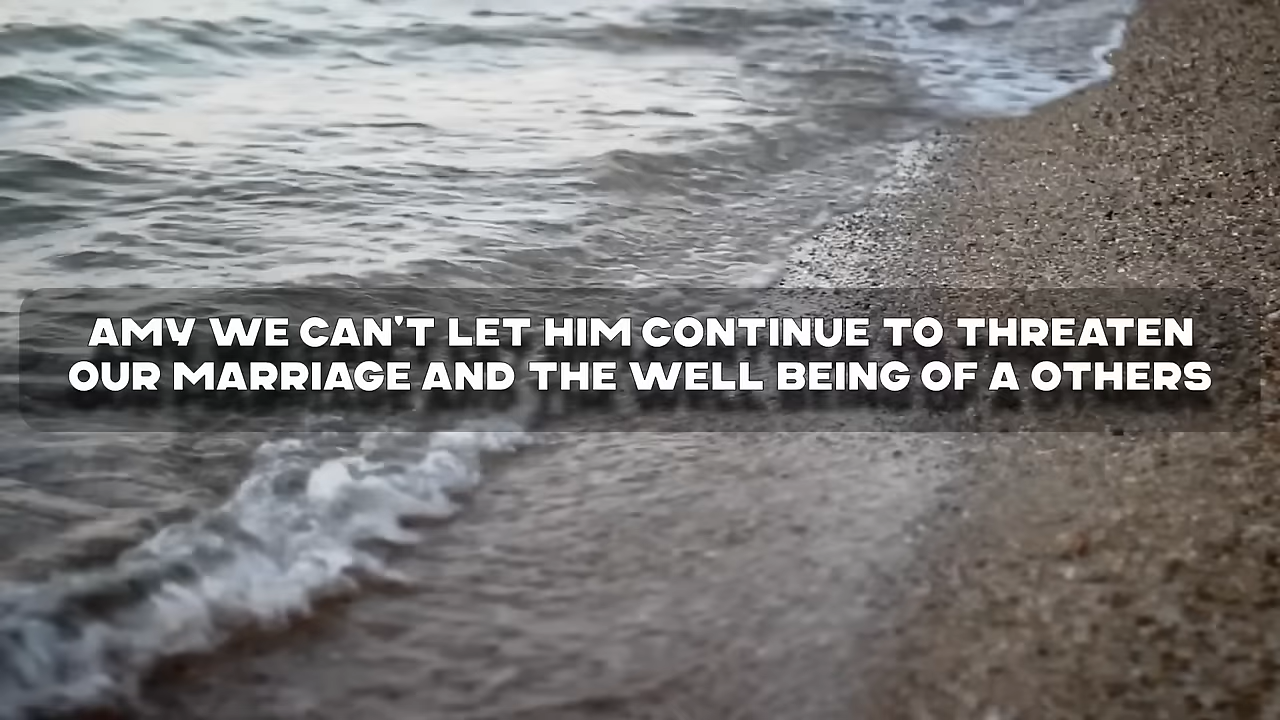 AMY WE CAN'T LET HIM CONTINUE TO THREATEN
OUR MARRIAGE AND THE WELL BEING OF A OTHERS